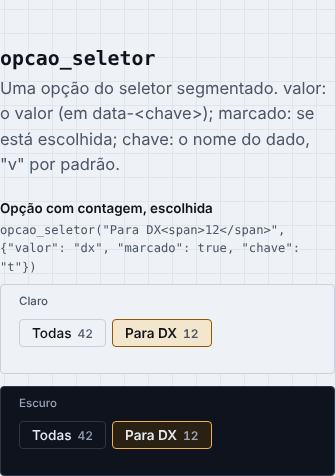 opcao_seletor
Uma opção do seletor segmentado. valor:
o valor (em data-<chave>); marcado: se
está escolhida; chave: o nome do dado,
"v" por padrão.
Opção com contagem, escolhida
opcao_seletor("Para DX<span>12</span>",
{"valor": "dx", "marcado": true, "chave":
"t"})
Claro
Todas 42 Para DX 12
Escuro
Todas 42 Para DX 12